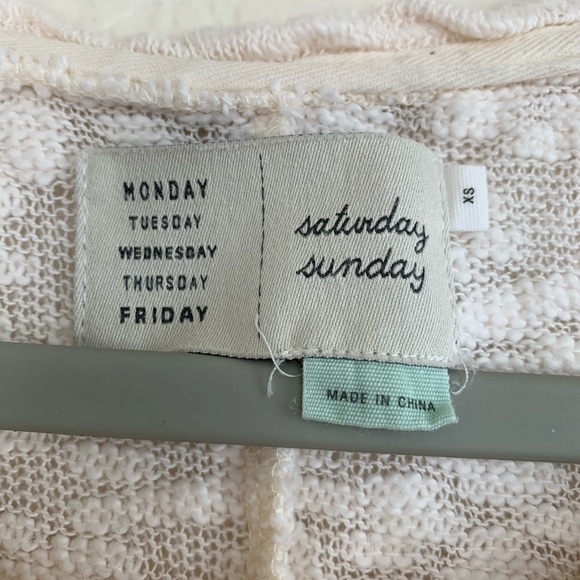 MONDAY
TUESDAY
WEDNESDAY
THURSDAY
FRIDAY
saturday
sunday
XS
MADE IN CHINA